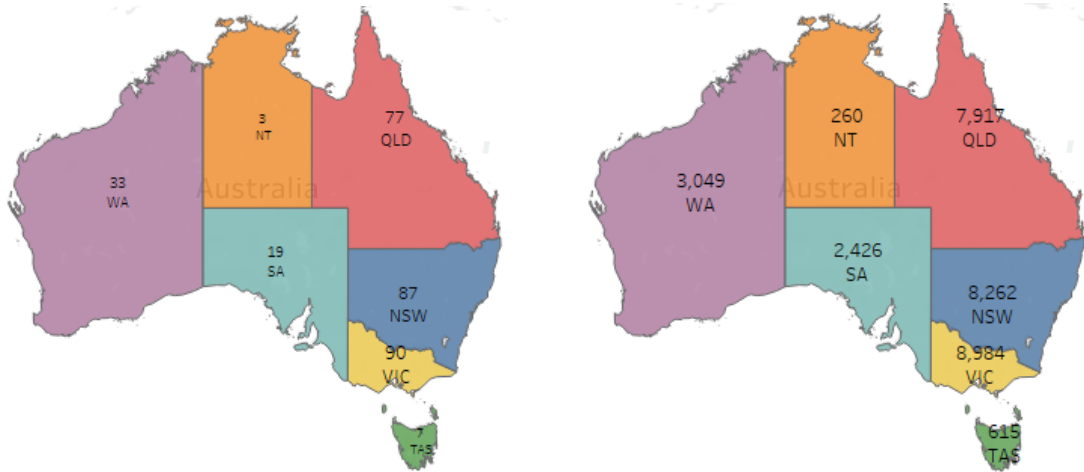 3
NT
77
QLD
33
WA
Australia
19
SA
87
NSW
90
VIC
7
TAS
260
NT
7,917
QLD
3,049
WA
Australia
2,426
SA
8,262
NSW
8,984
VIC
615
TAS